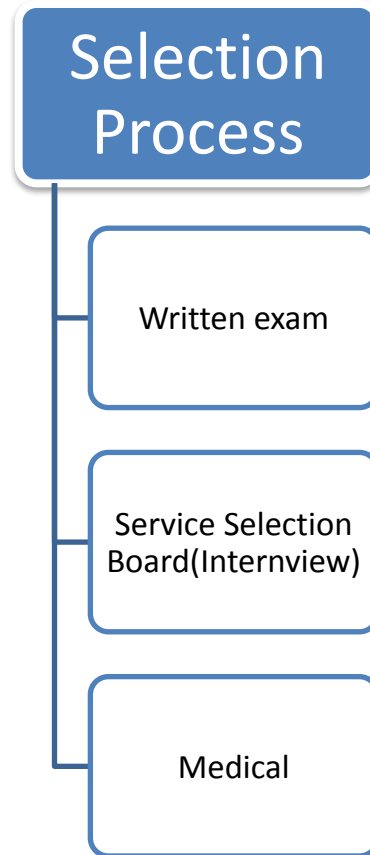 Selection
Process
Written exam
Service Selection
Board(Internview)
Medical